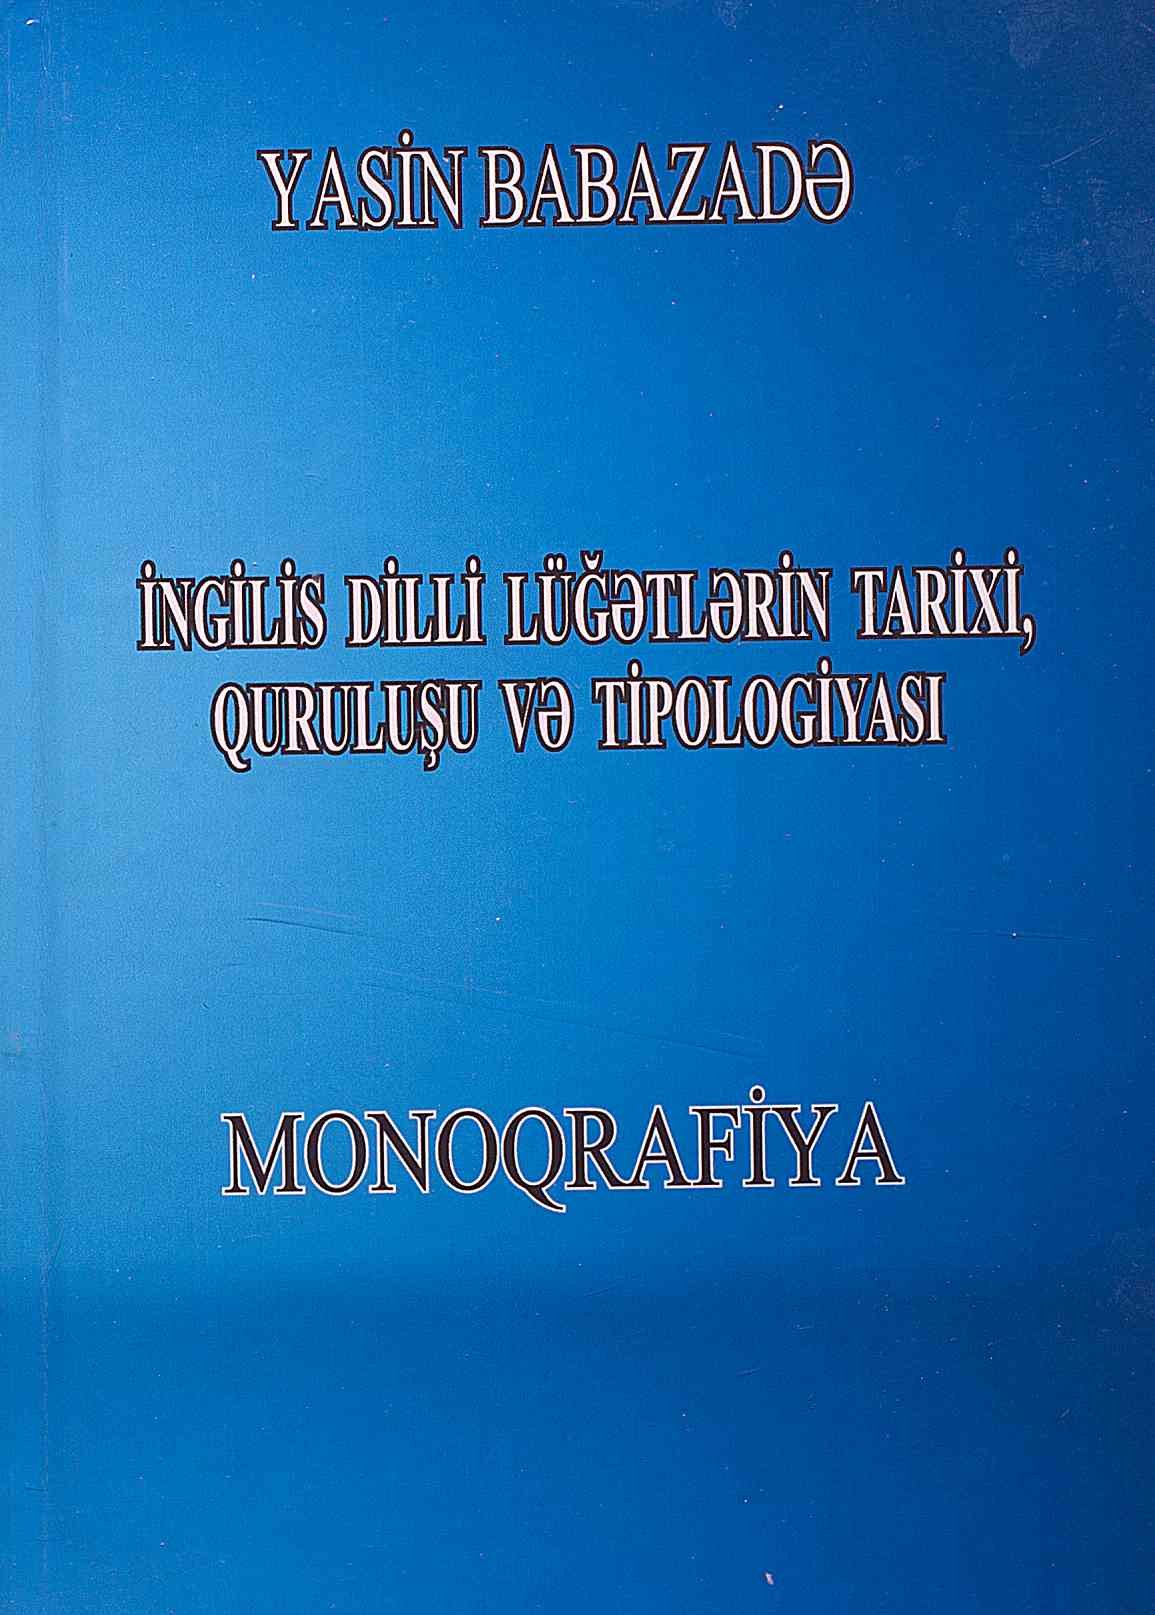 YASİN BABAZADƏ
İNGİLİS DİLLİ LÜĞƏTLƏRİN TARİXİ,
QURULUŞU VƏ TİPOLOGİYASI
MONOQRAFİYA